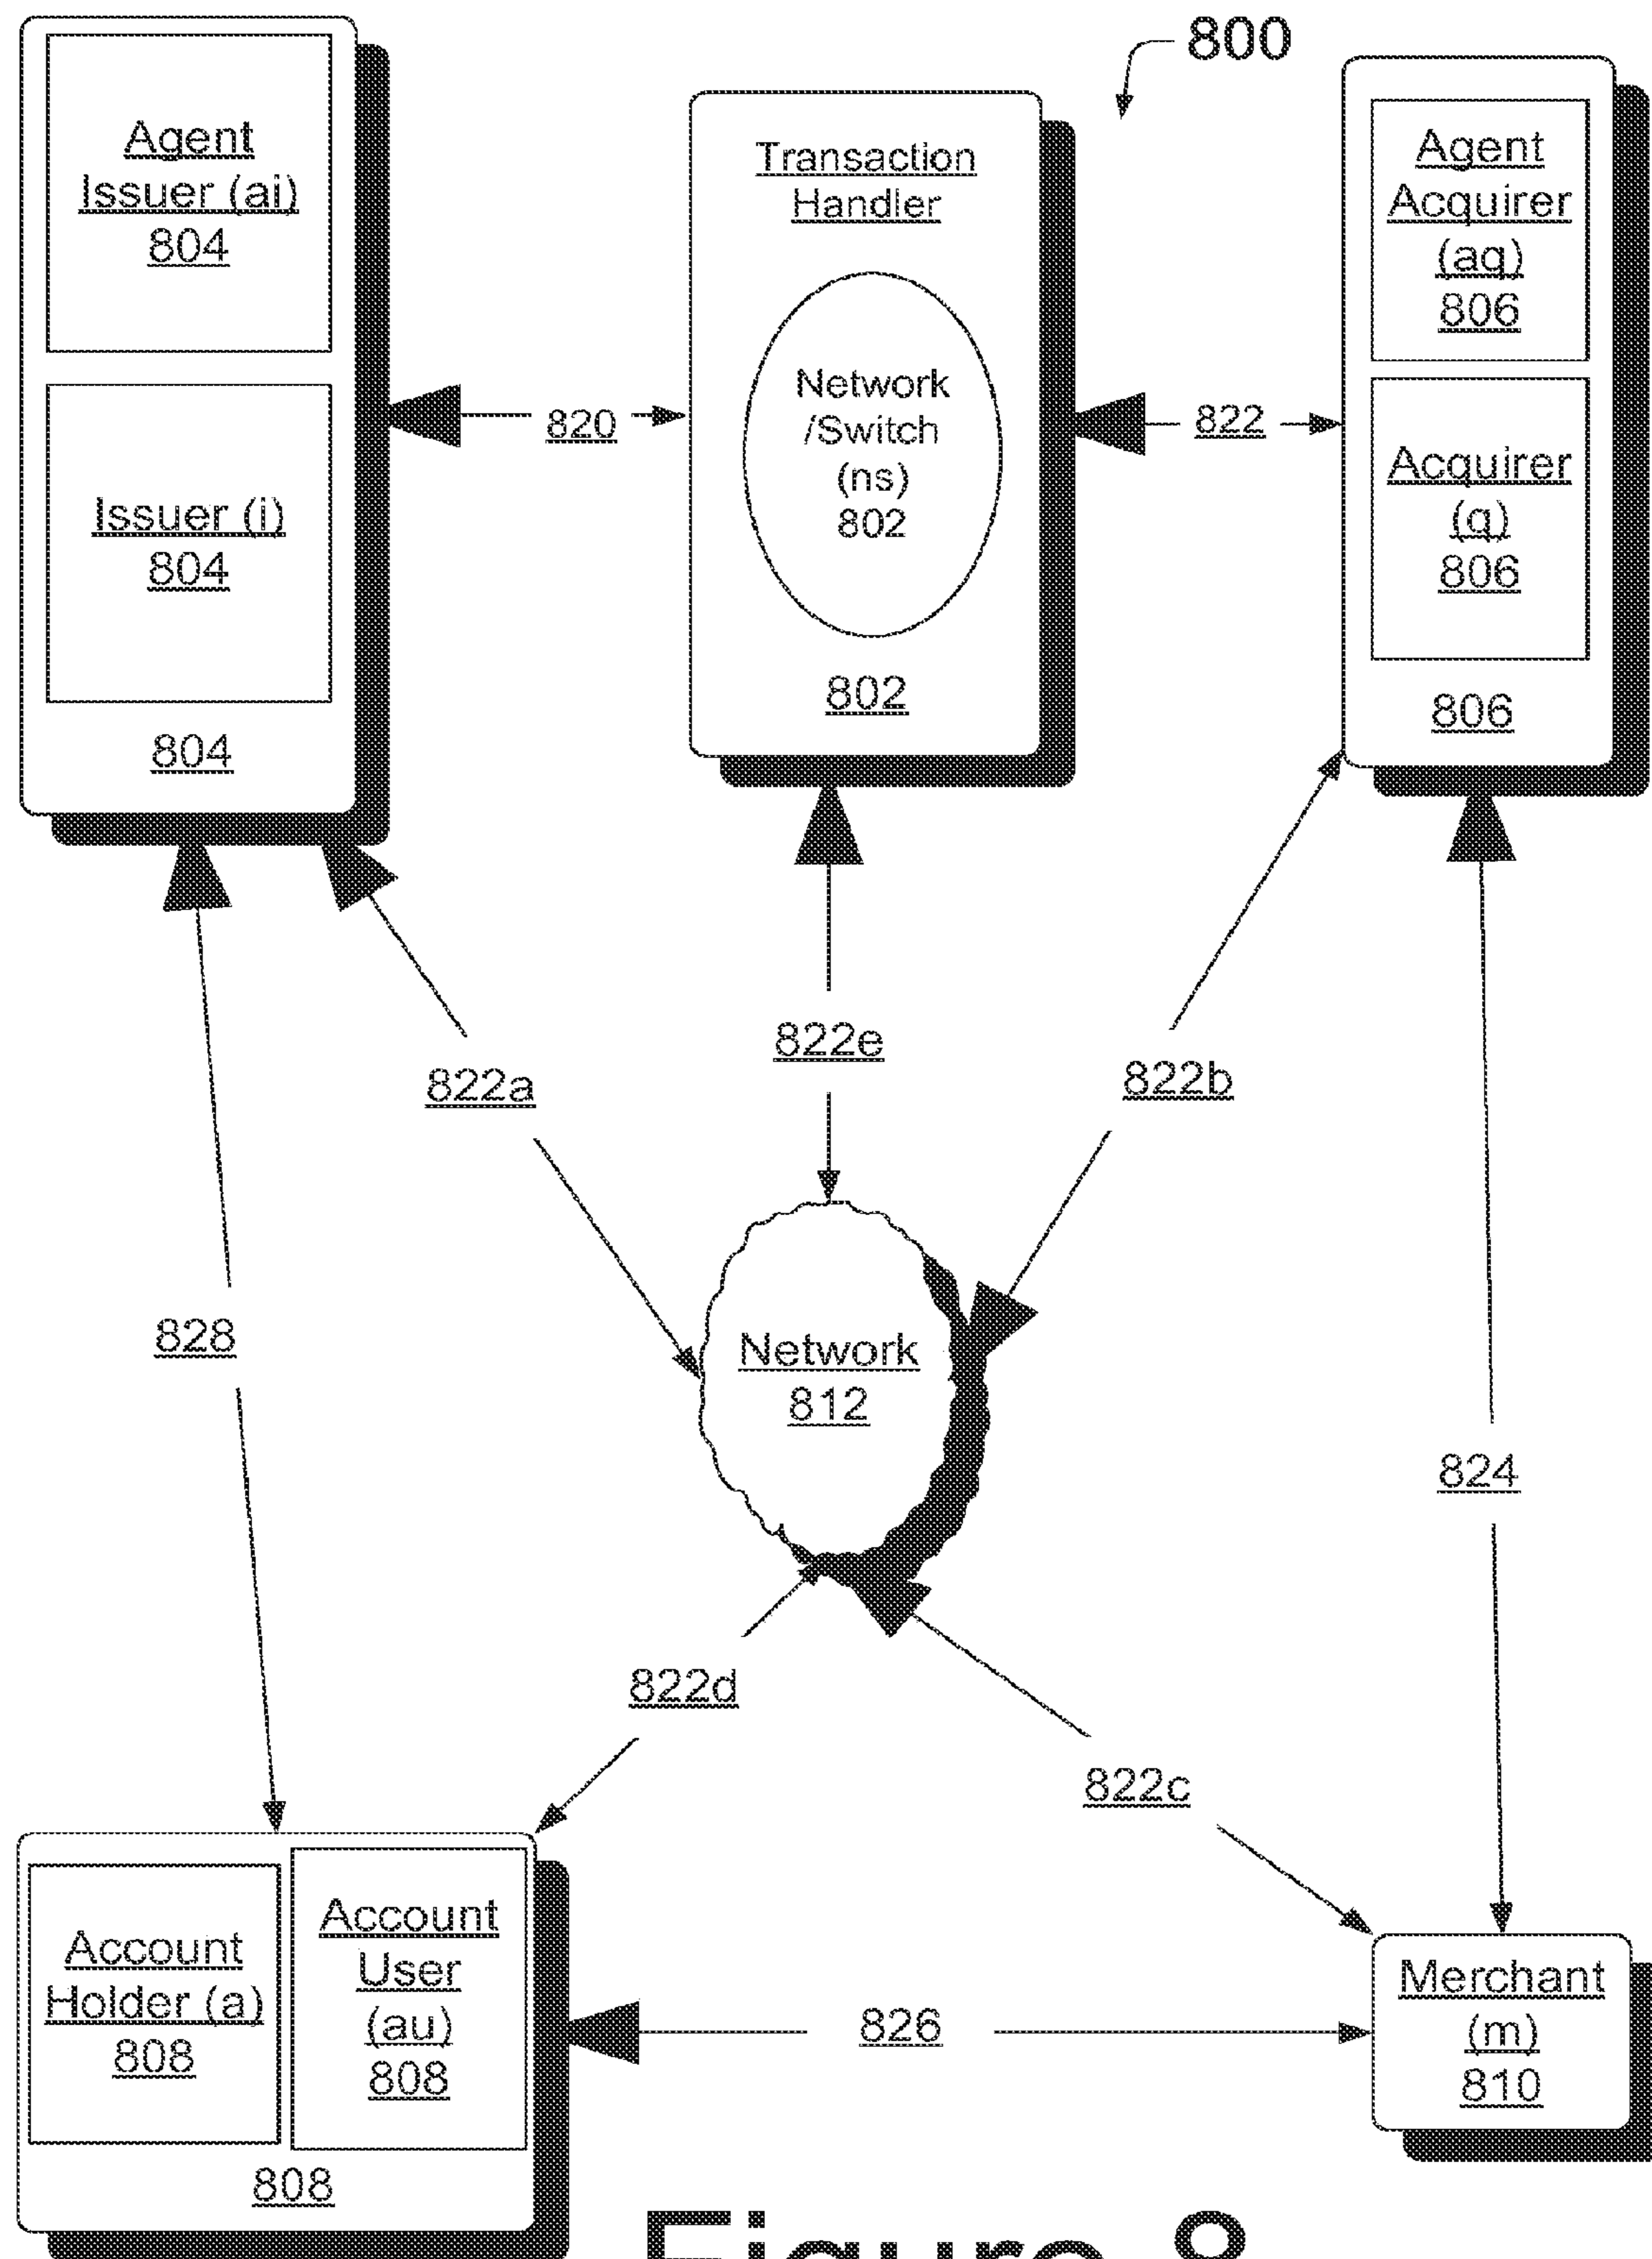 800
Agent
Issuer (ai)
804
Issuer (i)
804
804
Transaction
Handler
Network
/Switch
(ns)
802
802
Agent
Acquirer
(aq)
806
Acquirer
(q)
806
806
820
822
822a
822e
822b
828
Network
812
824
822d
822c
Account
Holder (a)
808
Account
User
(au)
808
808
826
Merchant
(m)
810
Figure 8